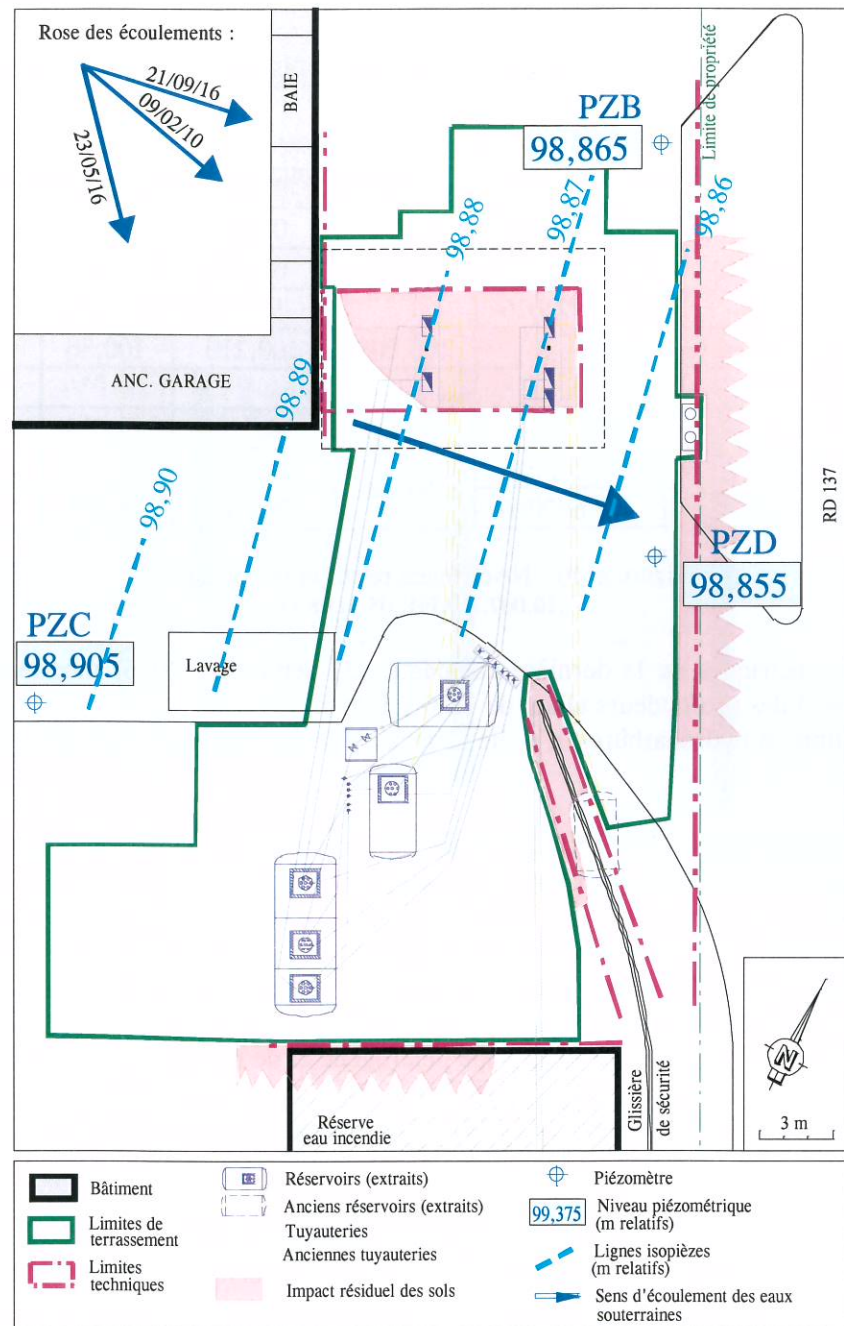 Rose des écoulements :
21/09/16
09/02/10
23/05/16
BAIE
PZB
98,865
Limite de propriété
98,88
98,87
98,86
ANC. GARAGE
98,89
98,90
RD 137
PZD
98,855
PZC
98,905
Lavage
Réserve
eau incendie
Glissière
de sécurité
N
3 m
Bâtiment
Limites de
terrassement
Limites
techniques
Réservoirs (extraits)
Anciens réservoirs (extraits)
Tuyauteries
Anciennes tuyauteries
Impact résiduel des sols
Piézomètre
99,375
Niveau piézométrique
(m relatifs)
Lignes isopièzes
(m relatifs)
Sens d'écoulement des eaux
souterraines